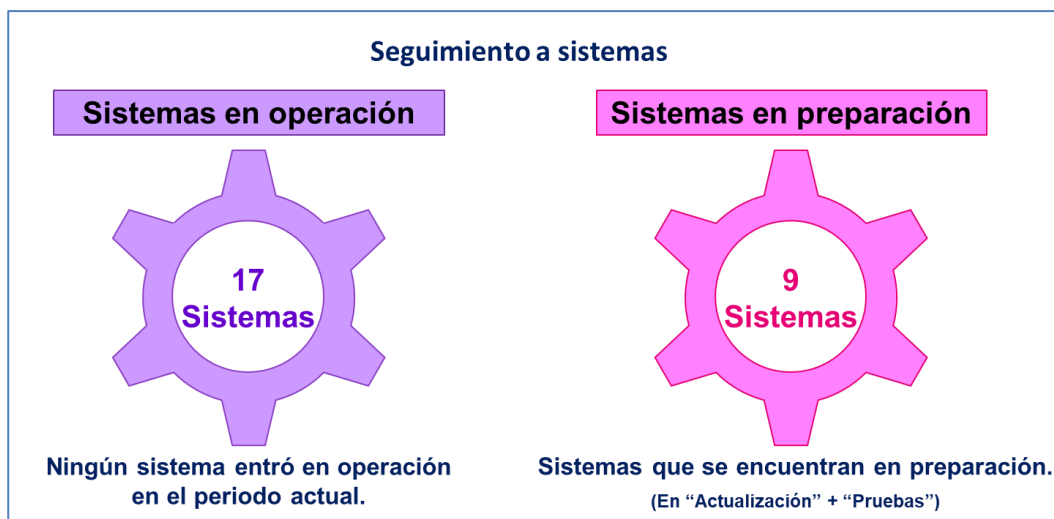 Seguimiento a sistemas
Sistemas en operación
Sistemas en preparación
17
Sistemas
9
Sistemas
Ningún sistema entró en operación
en el periodo actual.
Sistemas que se encuentran en preparación.
(En “Actualización” + “Pruebas”)